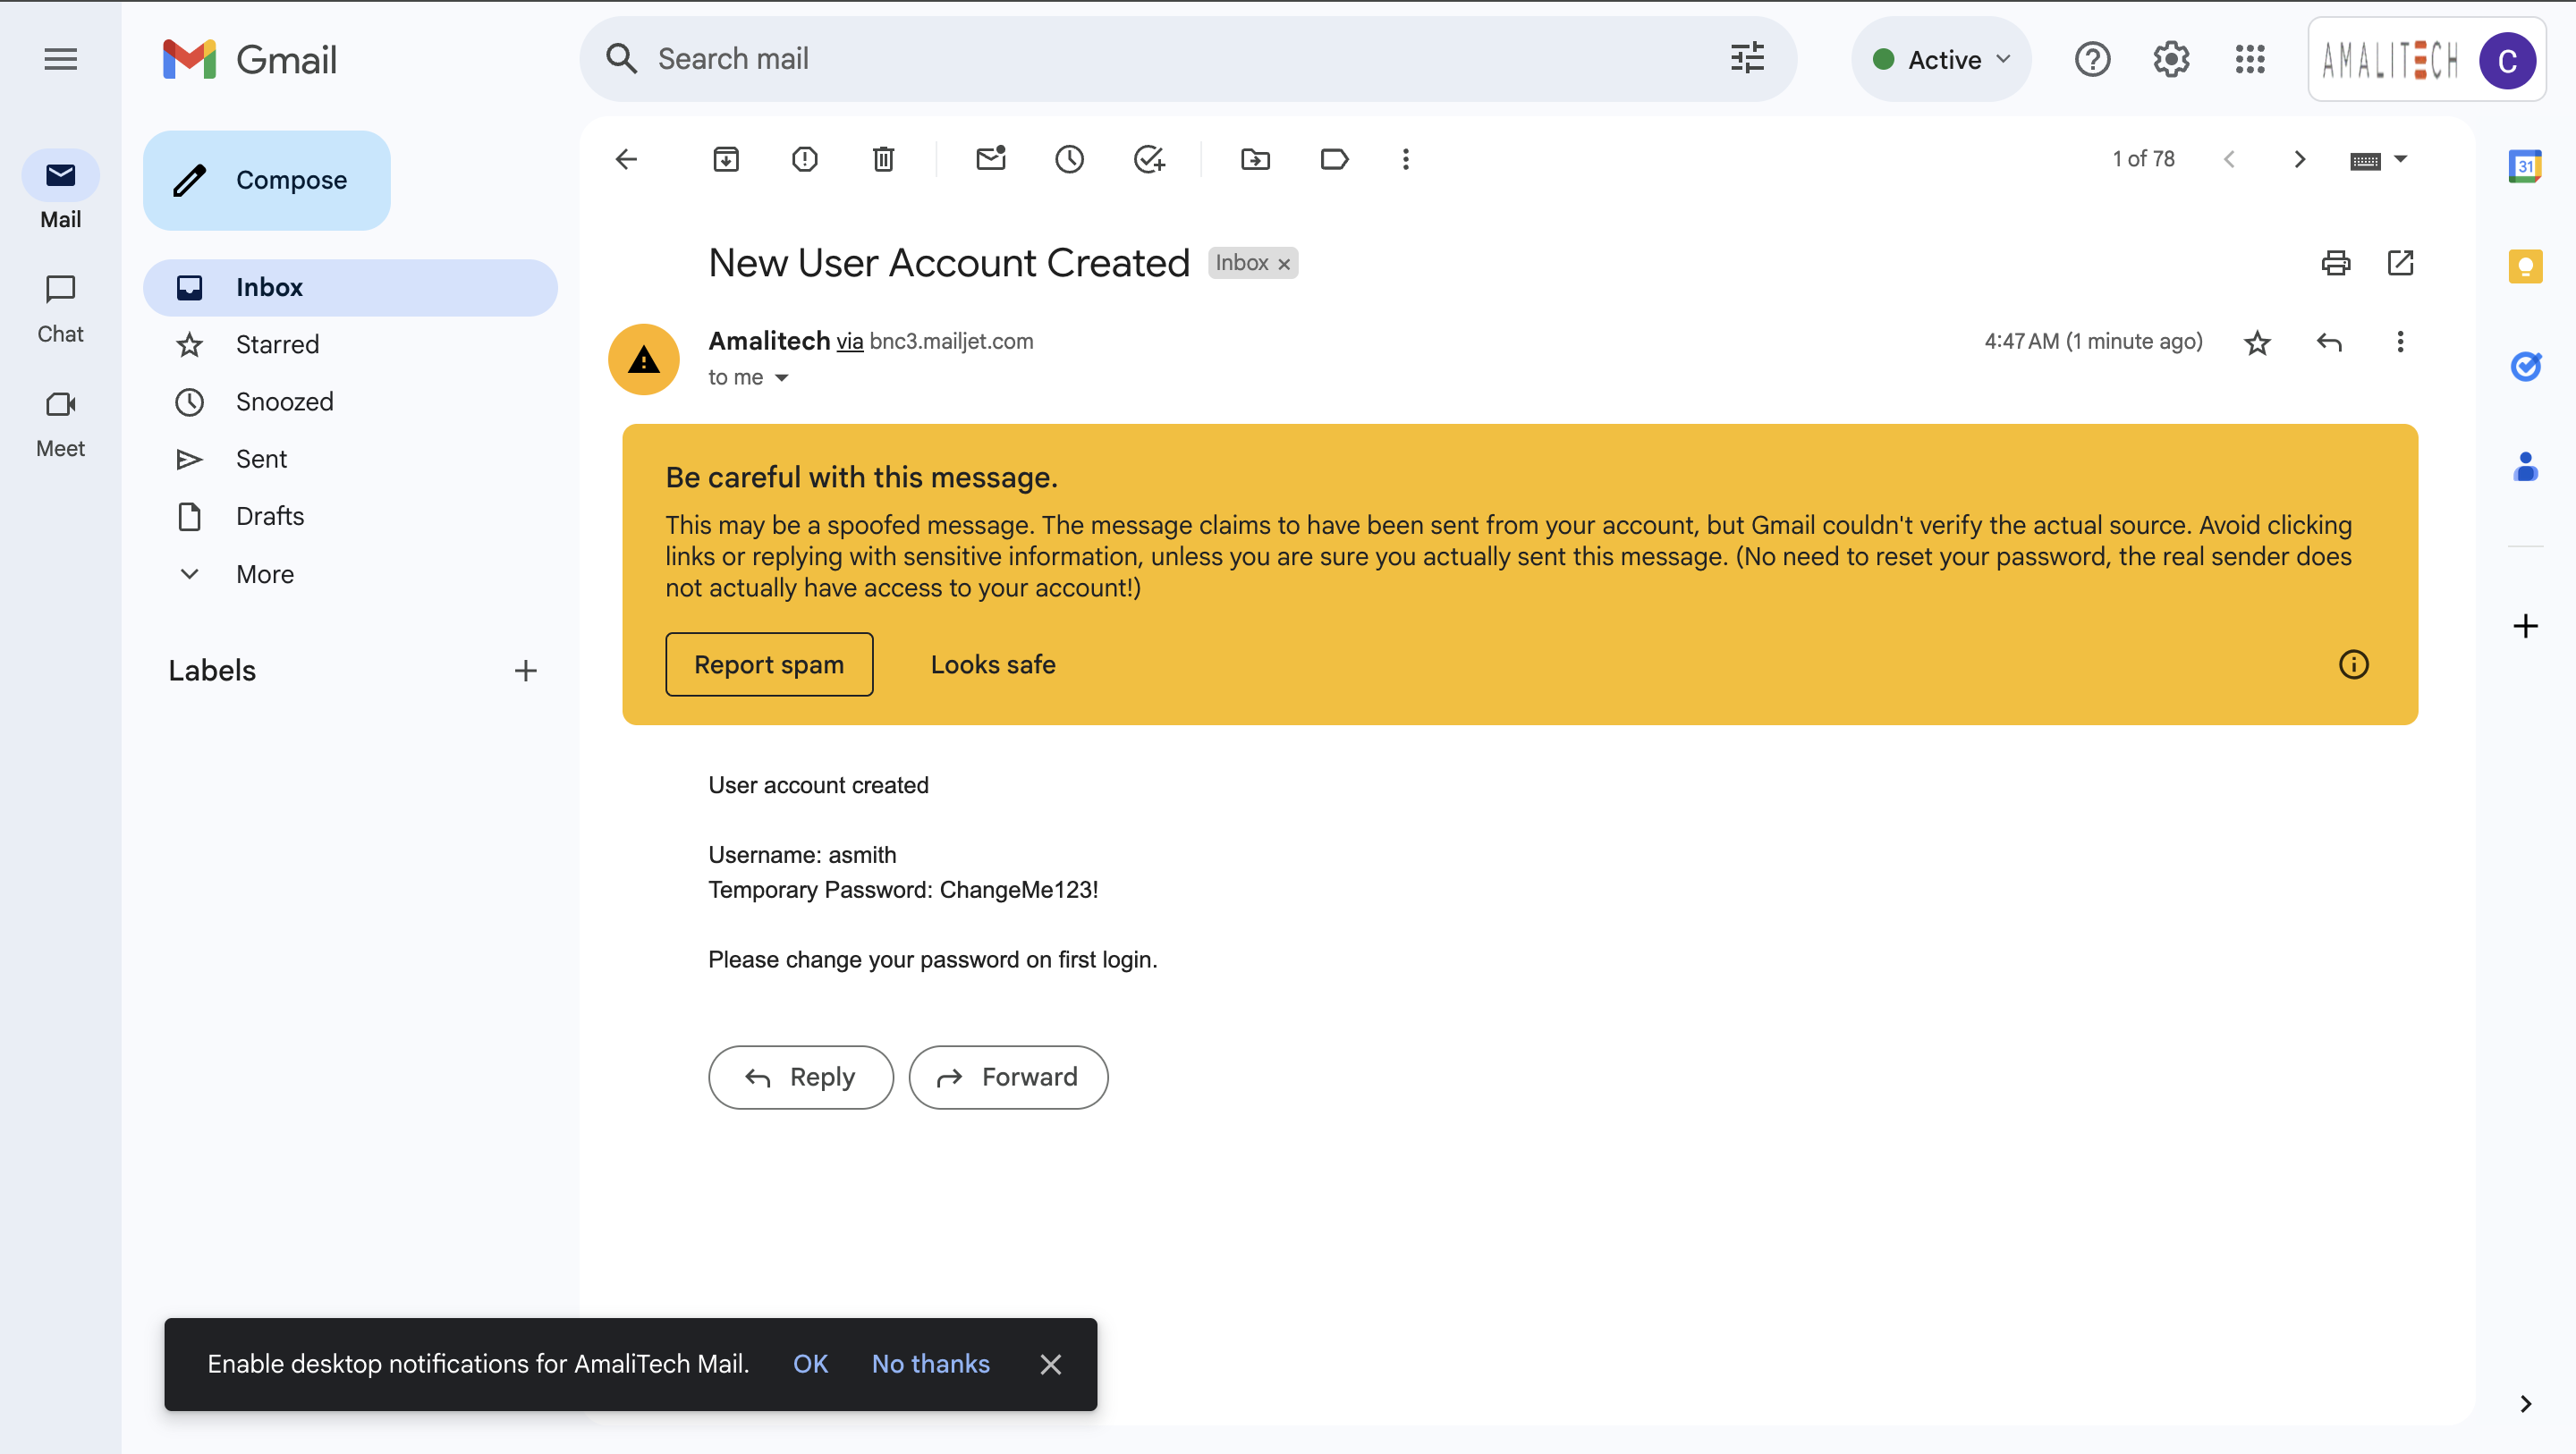 Gmail
Search mail
Active
AMALITECH
C
Mail
Chat
Meet
Compose
Inbox
Starred
Snoozed
Sent
Drafts
More
Labels
1 of 78
31
New User Account Created
Inbox
Amalitech via bnc3.mailjet.com
4:47 AM (1 minute ago)
to me
Be careful with this message.
This may be a spoofed message. The message claims to have been sent from your account, but Gmail couldn't verify the actual source. Avoid clicking
links or replying with sensitive information, unless you are sure you actually sent this message. (No need to reset your password, the real sender does
not actually have access to your account!)
Report spam
Looks safe
User account created
Username: asmith
Temporary Password: ChangeMe123!
Please change your password on first login.
Reply
Forward
Enable desktop notifications for AmaliTech Mail. OK No thanks